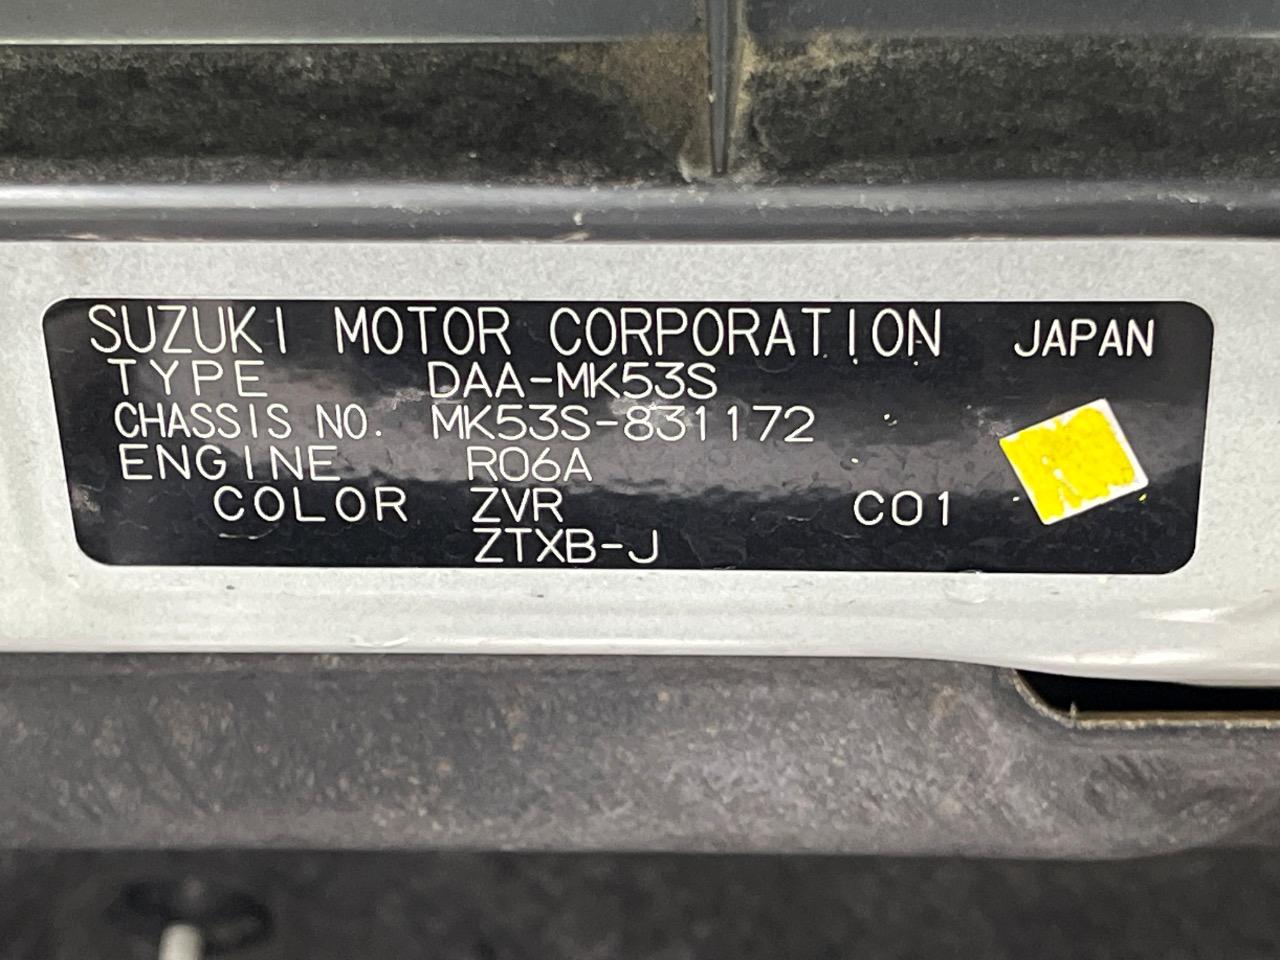 SUZUKI MOTOR CORPORATION JAPAN
TYPE DAA-MK53S
CHASSIS NO. MK53S-831172
ENGINE R06A
COLOR ZVR C01
ZTXB-J